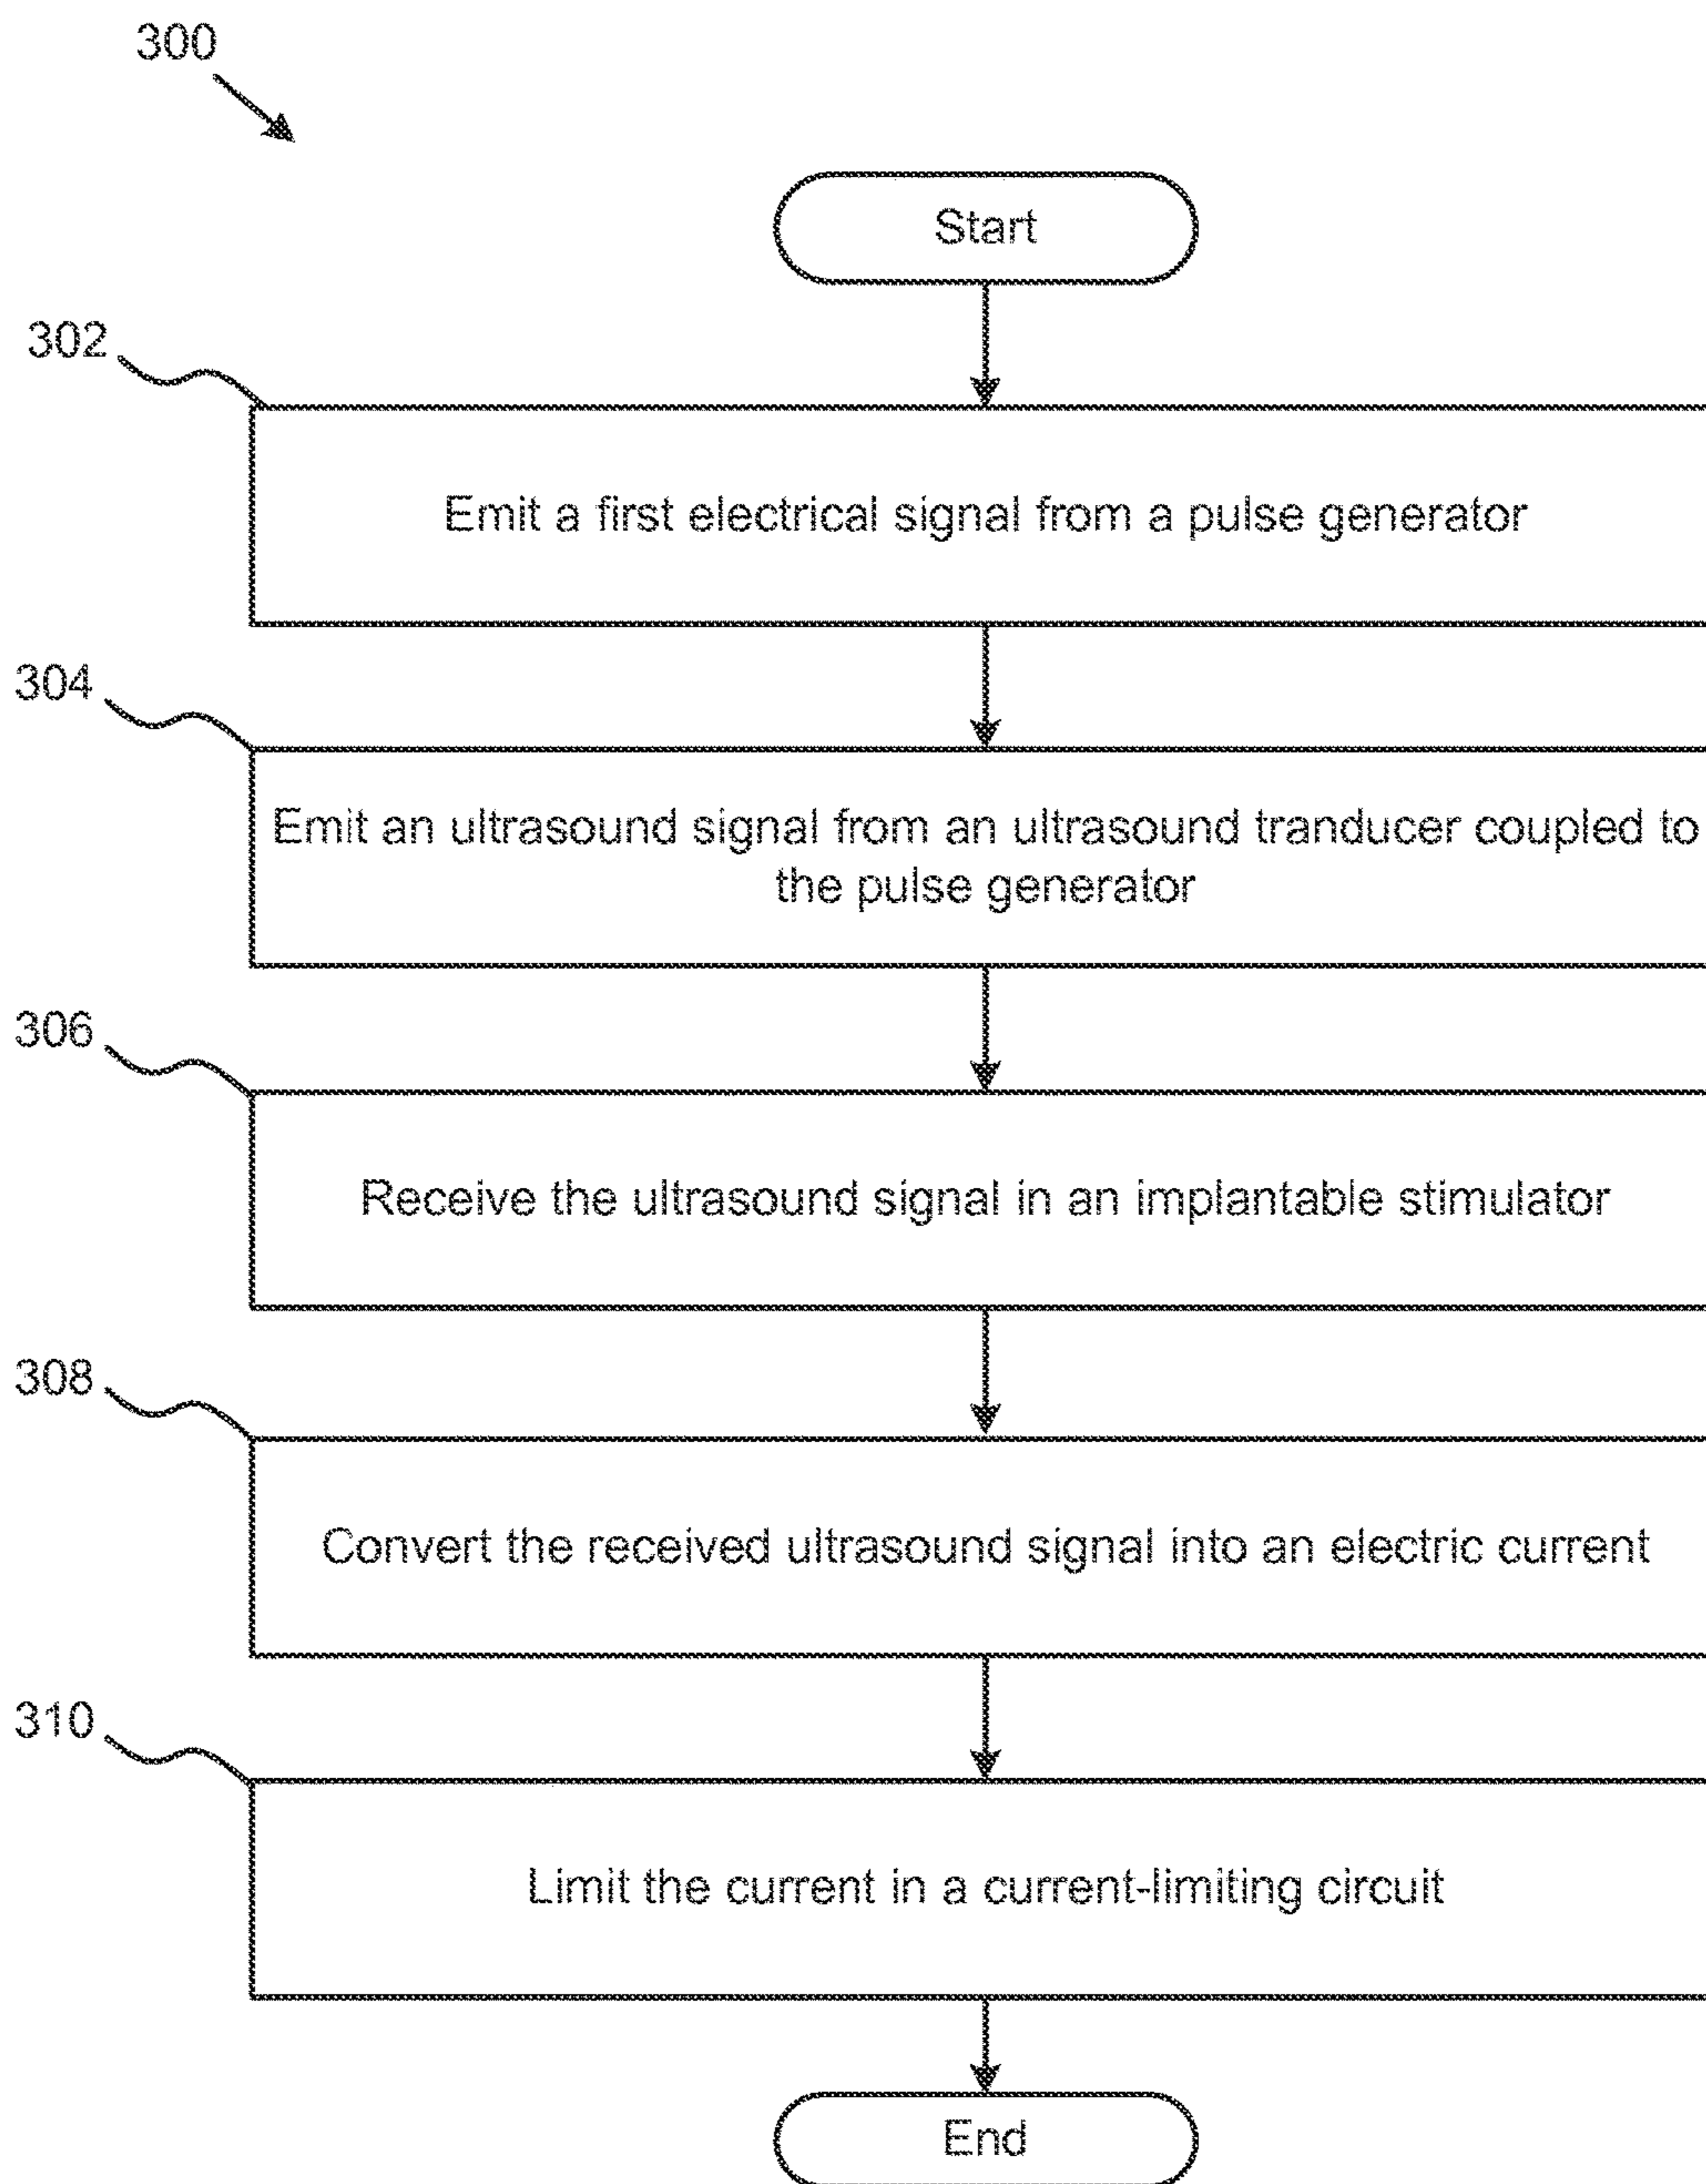 300
Start
302
Emit a first electrical signal from a pulse generator
304
Emit an ultrasound signal from an ultrasound tranducer coupled to
the pulse generator
306
Receive the ultrasound signal in an implantable stimulator
308
Convert the received ultrasound signal into an electric current
310
Limit the current in a current-limiting circuit
End